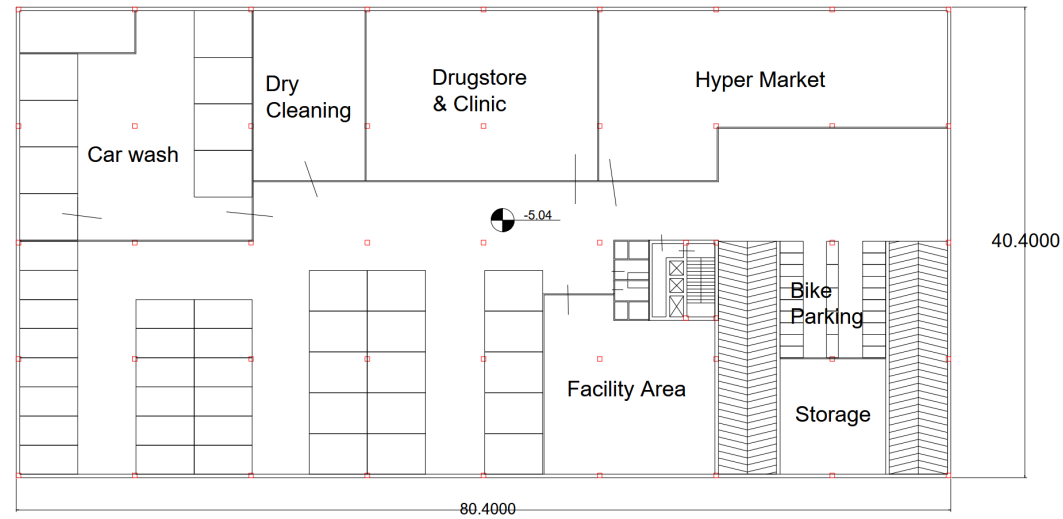 Dry
Cleaning
Drugstore
& Clinic
Hyper Market
Car wash
-5.04
40.4000
Bike
Parking
Facility Area
Storage
80.4000